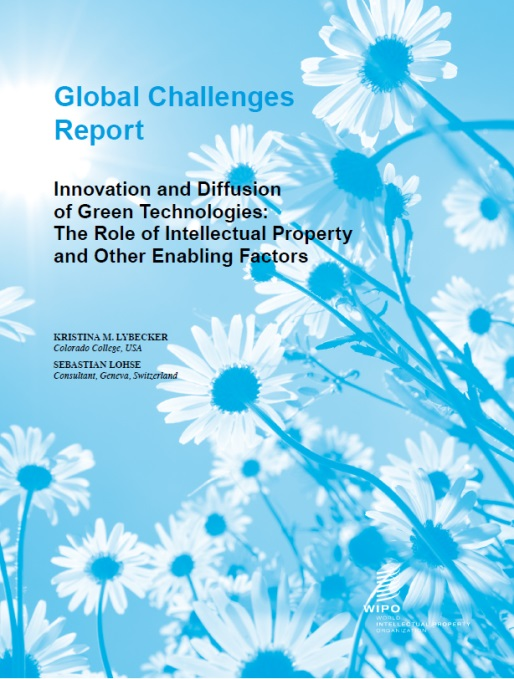 Global Challenges
Report
Innovation and Diffusion
of Green Technologies:
The Role of Intellectual Property
and Other Enabling Factors
KRISTINA M. LYBECKER
Colorado College, USA
SEBASTIAN LOHSE
Consultant, Geneva, Switzerland
WIPO
WORLD
INTELLECTUAL PROPERTY
ORGANIZATION